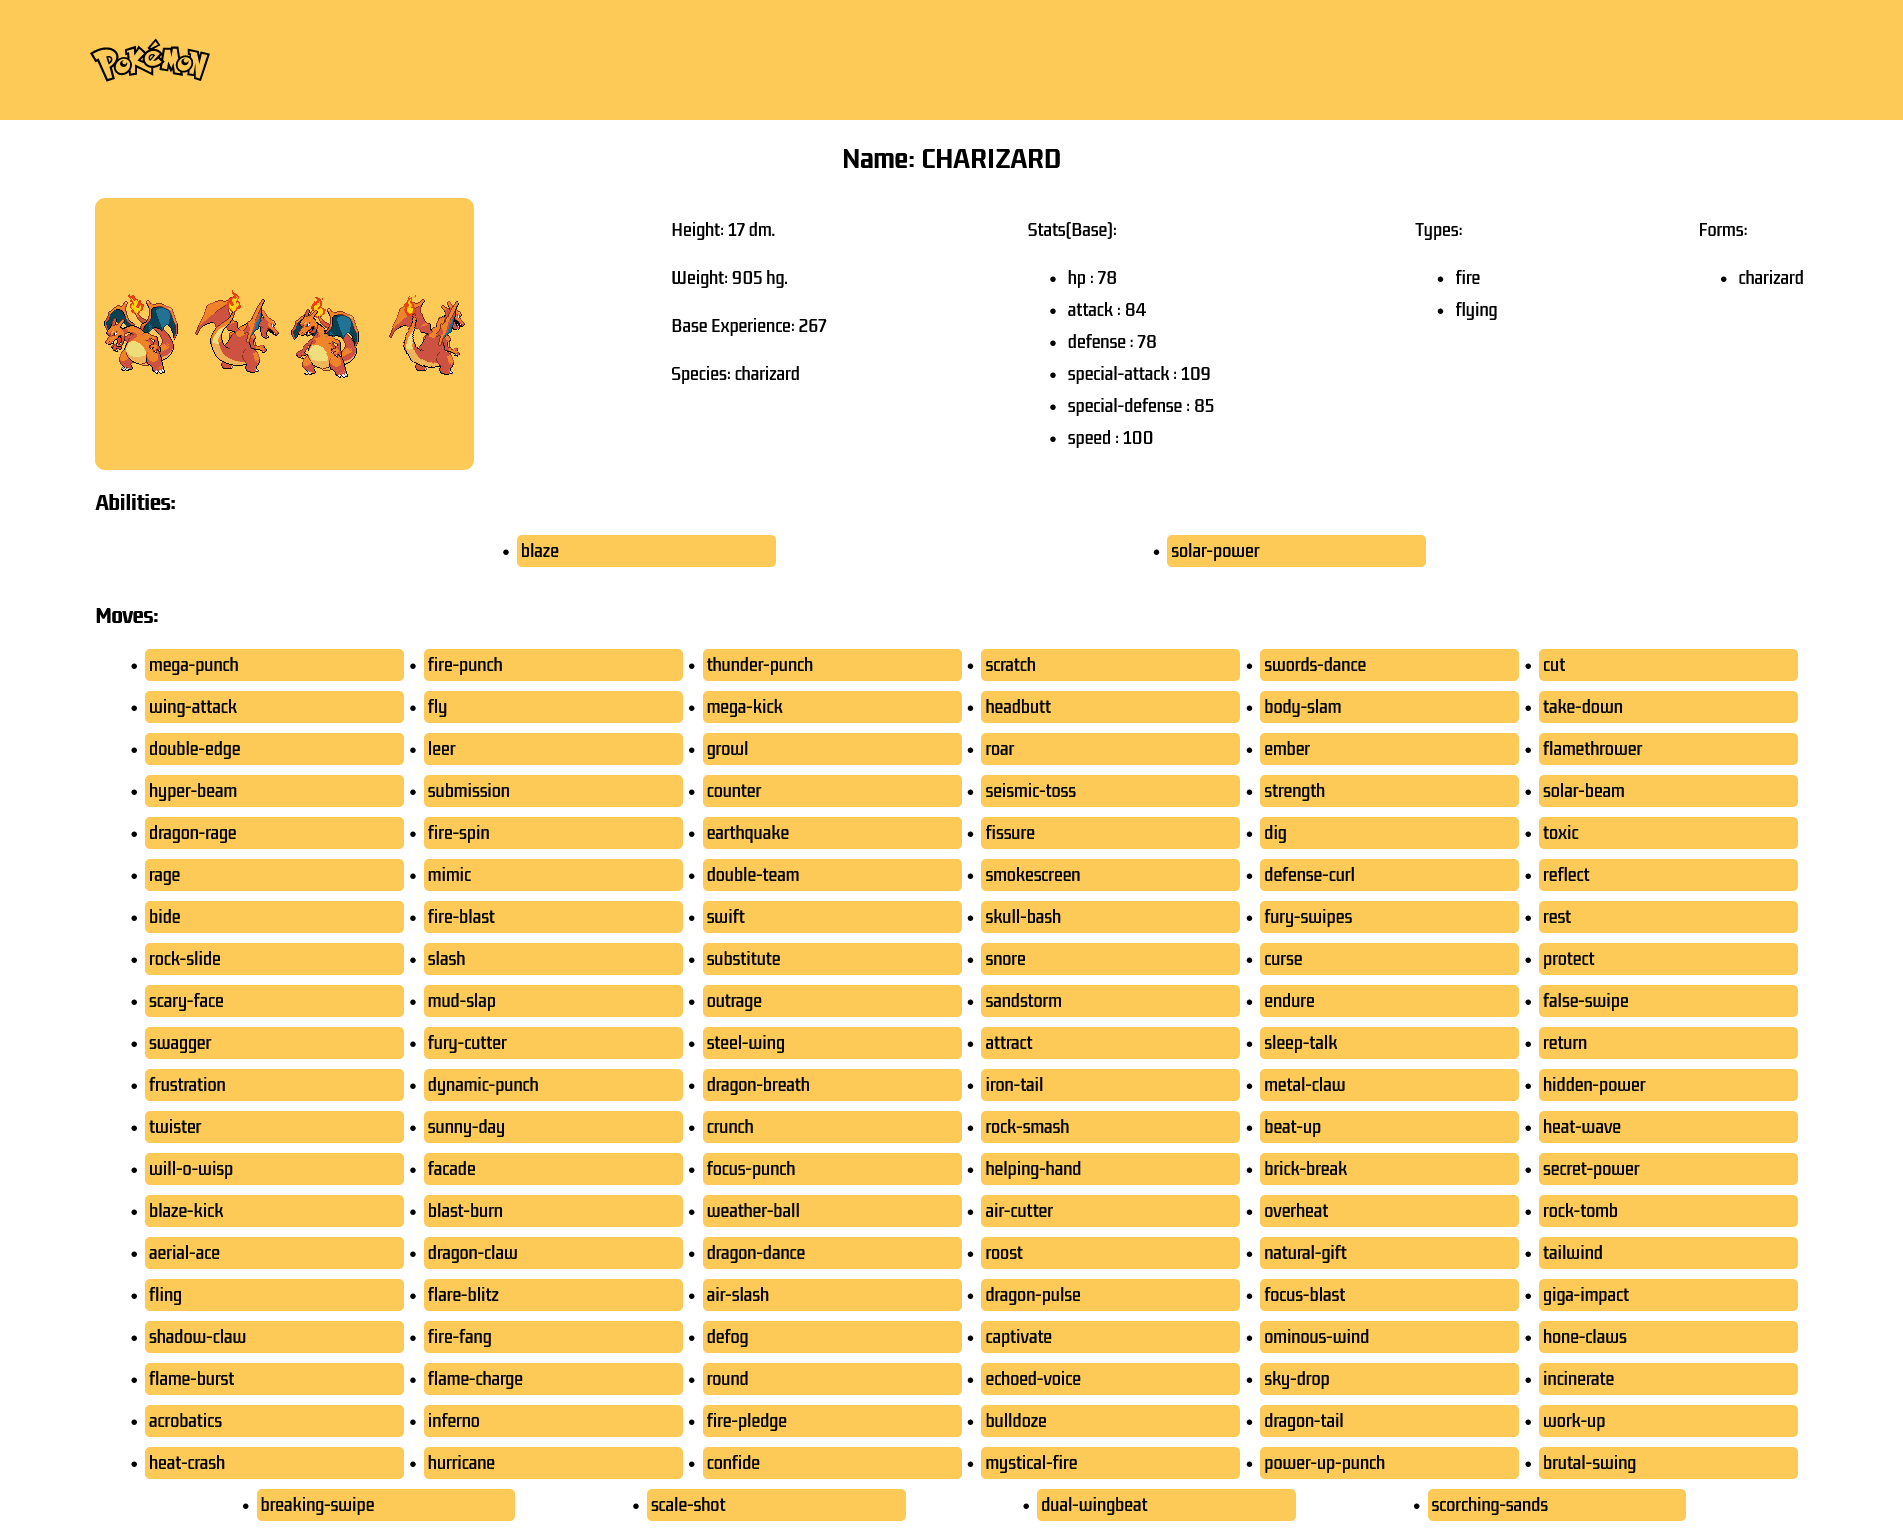 Pokémon
Name: CHARIZARD
Height: 17 dm.
Weight: 905 hg.
Base Experience: 267
Species: charizard
Stats(Base):
• hp : 78
• attack : 84
• defense : 78
• special-attack : 109
• special-defense : 85
• speed : 100
Types:
• fire
• flying
Forms:
• charizard
Abilities:
• blaze • solar-power
Moves:
• mega-punch • fire-punch • thunder-punch • scratch • swords-dance • cut
• wing-attack • fly • mega-kick • headbutt • body-slam • take-down
• double-edge • leer • growl • roar • ember • flamethrower
• hyper-beam • submission • counter • seismic-toss • strength • solar-beam
• dragon-rage • fire-spin • earthquake • fissure • dig • toxic
• rage • mimic • double-team • smokescreen • defense-curl • reflect
• bide • fire-blast • swift • skull-bash • fury-swipes • rest
• rock-slide • slash • substitute • snore • curse • protect
• scary-face • mud-slap • outrage • sandstorm • endure • false-swipe
• swagger • fury-cutter • steel-wing • attract • sleep-talk • return
• frustration • dynamic-punch • dragon-breath • iron-tail • metal-claw • hidden-power
• twister • sunny-day • crunch • rock-smash • beat-up • heat-wave
• will-o-wisp • facade • focus-punch • helping-hand • brick-break • secret-power
• blaze-kick • blast-burn • weather-ball • air-cutter • overheat • rock-tomb
• aerial-ace • dragon-claw • dragon-dance • roost • natural-gift • tailwind
• fling • flare-blitz • air-slash • dragon-pulse • focus-blast • giga-impact
• shadow-claw • fire-fang • defog • captivate • ominous-wind • hone-claws
• flame-burst • flame-charge • round • echoed-voice • sky-drop • incinerate
• acrobatics • inferno • fire-pledge • bulldoze • dragon-tail • work-up
• heat-crash • hurricane • confide • mystical-fire • power-up-punch • brutal-swing
• breaking-swipe • scale-shot • dual-wingbeat • scorching-sands